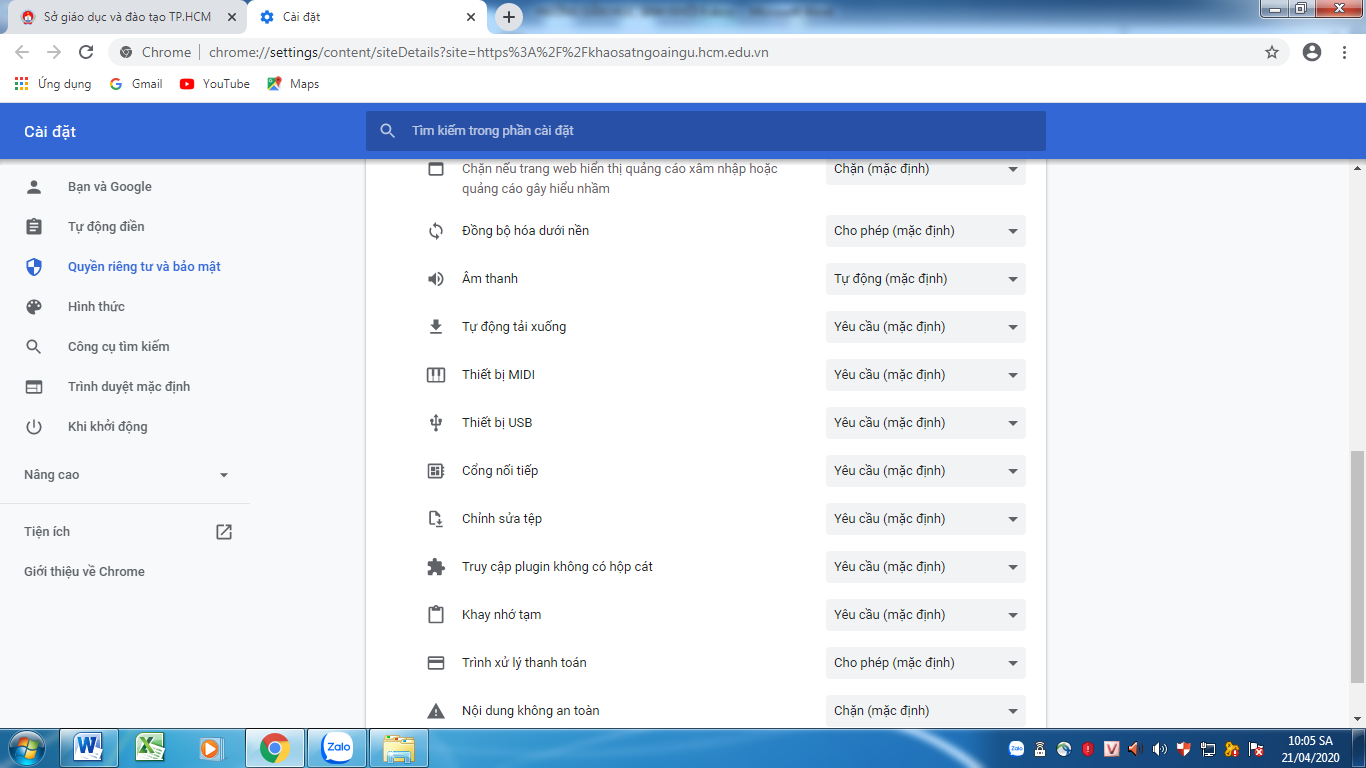 Sở giáo dục và đào tạo TP.HCM
Cài đặt
Chrome
chrome://settings/content/siteDetails?site=https%3A%2F%2Fkhaosatngoaingu.hcm.edu.vn
Ứng dụng
Gmail
YouTube
Maps
Cài đặt
Tìm kiếm trong phần cài đặt
Bạn và Google
Tự động điền
Quyền riêng tư và bảo mật
Hình thức
Công cụ tìm kiếm
Trình duyệt mặc định
Khi khởi động
Nâng cao
Tiện ích
Giới thiệu về Chrome
Chặn nếu trang web hiển thị quảng cáo xâm nhập hoặc
quảng cáo gây hiểu nhầm
Chặn (mặc định)
Đồng bộ hóa dưới nền
Cho phép (mặc định)
Âm thanh
Tự động (mặc định)
Tự động tải xuống
Yêu cầu (mặc định)
Thiết bị MIDI
Yêu cầu (mặc định)
Thiết bị USB
Yêu cầu (mặc định)
Cổng nối tiếp
Yêu cầu (mặc định)
Chỉnh sửa tệp
Yêu cầu (mặc định)
Truy cập plugin không có hộp cát
Yêu cầu (mặc định)
Khay nhớ tạm
Yêu cầu (mặc định)
Trình xử lý thanh toán
Cho phép (mặc định)
Nội dung không an toàn
Chặn (mặc định)
Zalo
10:05 SA
21/04/2020